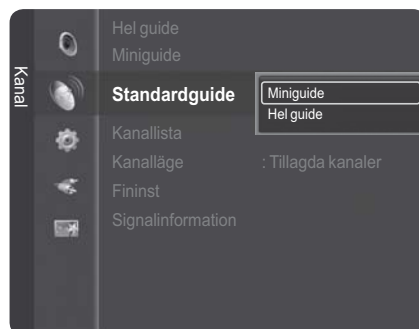 Kanal
Hel guide
Miniguide
Standardguide
Miniguide
Hel guide
Kanallista
Kanalläge : Tillagda kanaler
Fininst
Signalinformation